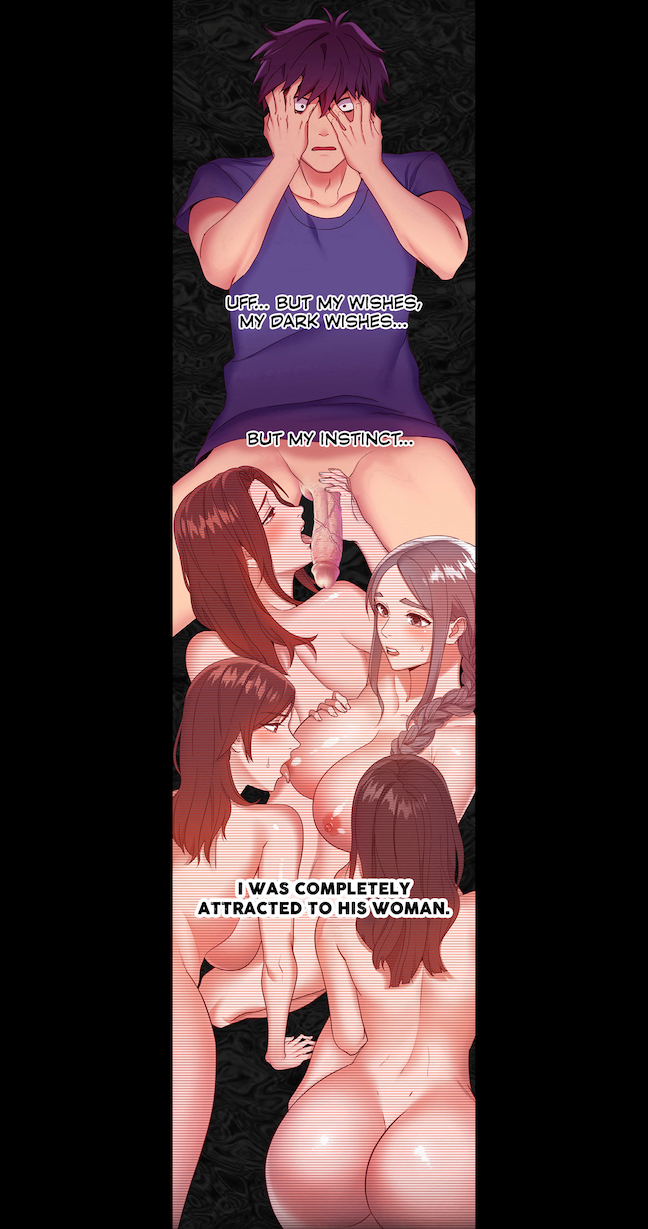 UFF... BUT MY WISHES,
MY DARK WISHES...
BUT MY INSTINCT...
I WAS COMPLETELY
ATTRACTED TO HIS WOMAN.